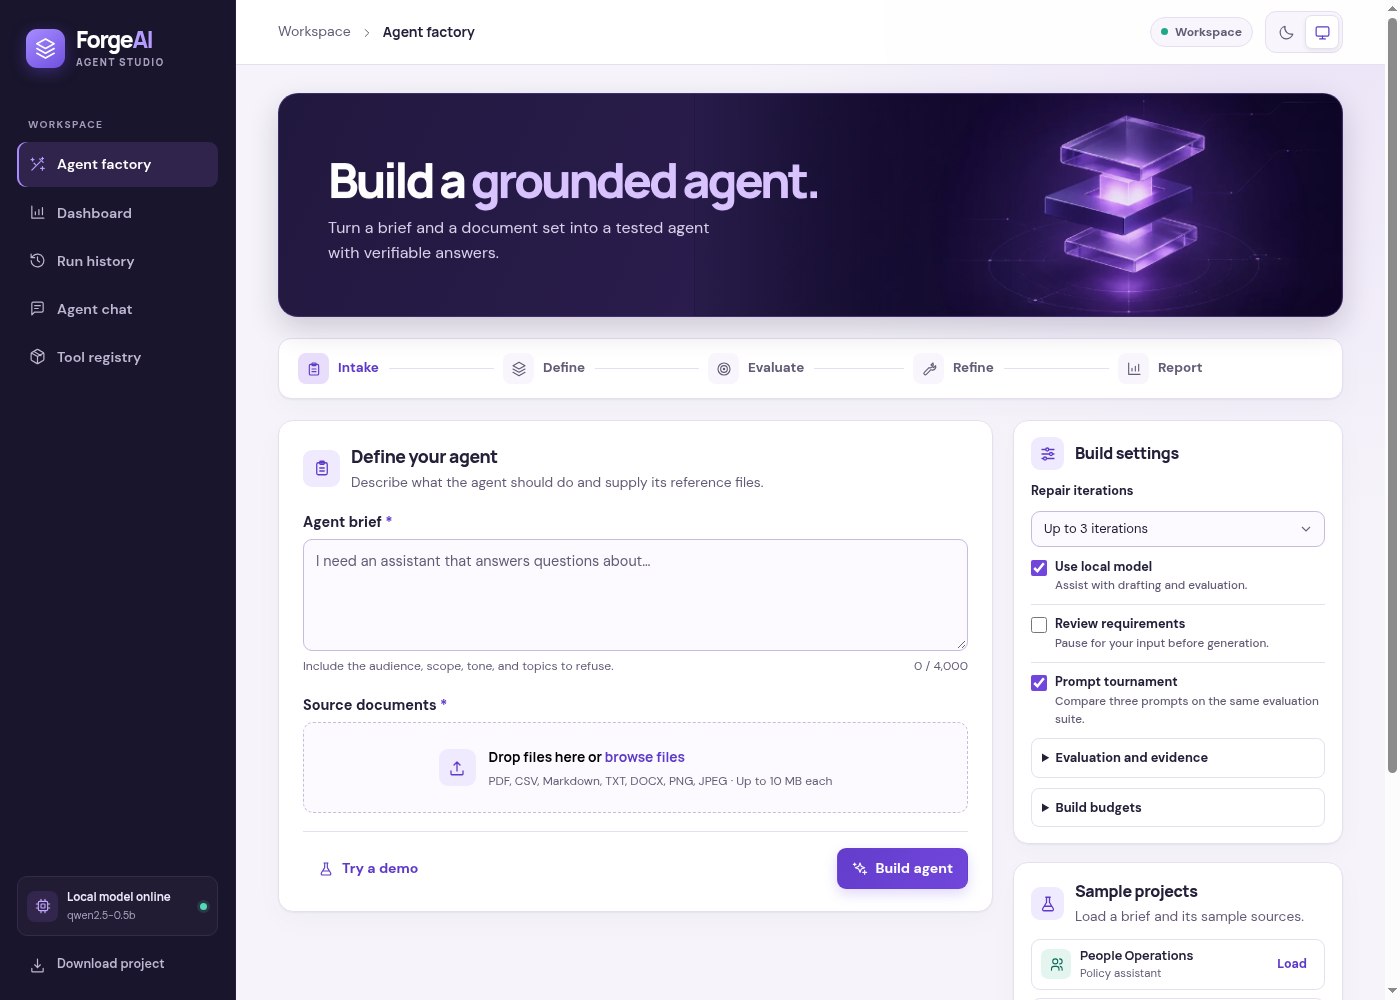 ForgeAI
AGENT STUDIO
WORKSPACE
Agent factory
Dashboard
Run history
Agent chat
Tool registry
Local model online
qwen2.5-0.5b
Download project
Workspace > Agent factory
Workspace
Build a grounded agent.
Turn a brief and a document set into a tested agent
with verifiable answers.
Intake
Define
Evaluate
Refine
Report
Define your agent
Describe what the agent should do and supply its reference files.
Agent brief *
I need an assistant that answers questions about...
Include the audience, scope, tone, and topics to refuse.
0 / 4,000
Source documents *
Drop files here or browse files
PDF, CSV, Markdown, TXT, DOCX, PNG, JPEG · Up to 10 MB each
Try a demo
Build agent
Build settings
Repair iterations
Up to 3 iterations
Use local model
Assist with drafting and evaluation.
Review requirements
Pause for your input before generation.
Prompt tournament
Compare three prompts on the same evaluation
suite.
Evaluation and evidence
Build budgets
Sample projects
Load a brief and its sample sources.
People Operations
Policy assistant
Load